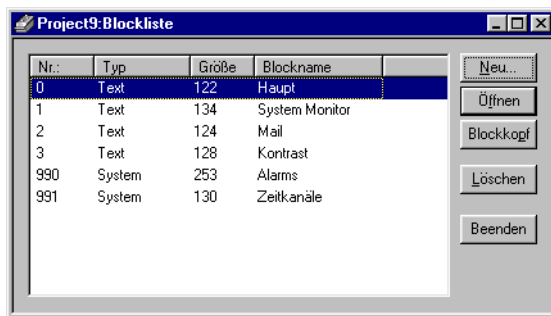 Project9:Blockliste
Nr.: Typ Größe Blockname
0 Text 122 Haupt
1 Text 134 System Monitor
2 Text 124 Mail
3 Text 128 Kontrast
990 System 253 Alarms
991 System 130 Zeitkanäle
Neu...
Öffnen
Blockkopf
Löschen
Beenden